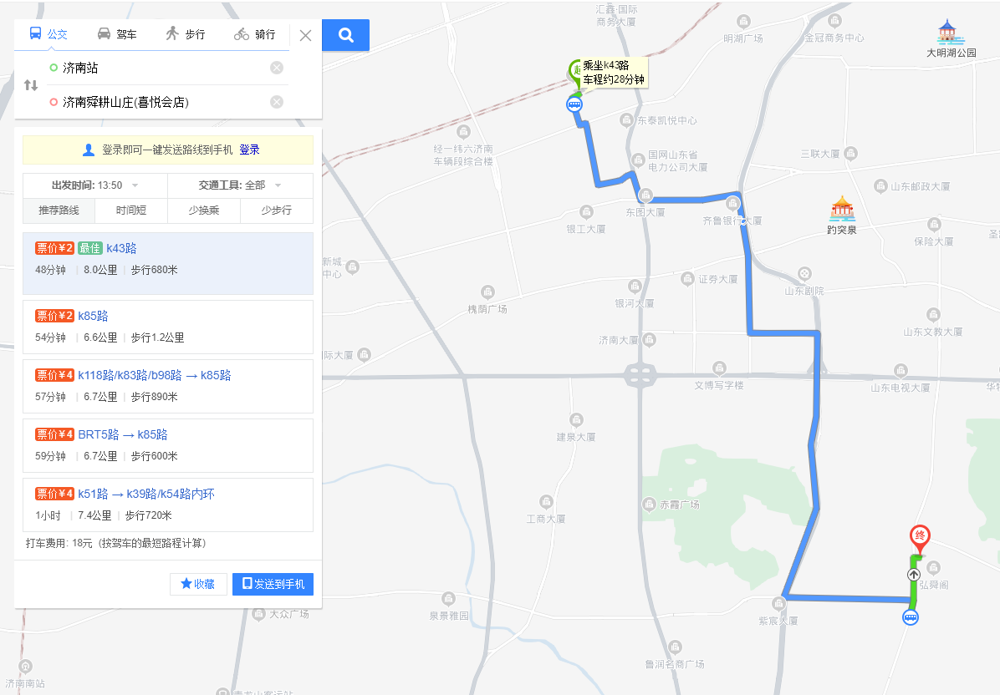 公交
驾车
步行
骑行
济南站
济南舜耕山庄(喜悦会店)
登录即可一键发送路线到手机 登录
出发时间: 13:50
交通工具: 全部
推荐路线
时间短
少换乘
少步行
票价¥2 最佳 k43路
48分钟 | 8.0公里 | 步行680米
票价¥2 k85路
54分钟 | 6.6公里 | 步行1.2公里
票价¥4 k118路/k83路/b98路 → k85路
57分钟 | 6.7公里 | 步行890米
票价¥4 BRT5路 → k85路
59分钟 | 6.7公里 | 步行600米
票价¥4 k51路 → k39路/k54路内环
1小时 | 7.4公里 | 步行720米
打车费用: 18元（按驾车的最短路程计算）
收藏
发送到手机
汇鑫·国际
商务大厦
明湖广场
金冠商务中心
大明湖公园
起
乘坐k43路
车程约28分钟
东泰凯悦中心
经一纬六济南
车辆段综合楼
国网山东省
电力公司大厦
三联大厦
山东邮政大厦
东图大厦
齐鲁银行大厦
银工大厦
趵突泉
保险大厦
圣
新城
中心
证券大厦
山东剧院
银河大厦
槐荫广场
山东文教大厦
济南大厦
国际大厦
文博写字楼
山东电视大厦
华特
建泉大厦
赤霞广场
工商大厦
终
弘舜阁
泉景雅园
紫宸大厦
大众广场
鲁润名商广场
济南南站